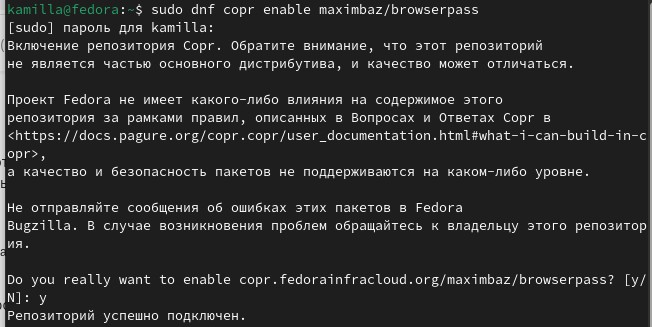 kamilla@fedora:~$ sudo dnf copr enable maximbaz/browserpass
[sudo] пароль для kamilla:
Включение репозитория Copr. Обратите внимание, что этот репозиторий
не является частью основного дистрибутива, и качество может отличаться.
Проект Fedora не имеет какого-либо влияния на содержимое этого
репозитория за рамками правил, описанных в Вопросах и Ответах Copr в
<https://docs.pagure.org/copr.copr/user_documentation.html#what-i-can-build-in-c
opr>,
а качество и безопасность пакетов не поддерживаются на каком-либо уровне.
Не отправляйте сообщения об ошибках этих пакетов в Fedora
Bugzilla. В случае возникновения проблем обращайтесь к владельцу этого репозитор
ия.
Do you really want to enable copr.fedorainfracloud.org/maximbaz/browserpass? [y/
N]: y
Репозиторий успешно подключен.